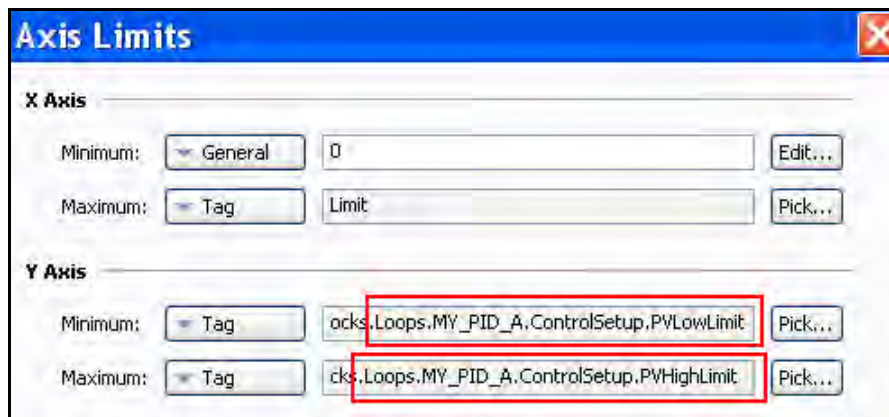 Axis Limits
X Axis
Minimum: General 0 Edit...
Maximum: Tag Limit Pick...
Y Axis
Minimum: Tag ocks.Loops.MY_PID_A.ControlSetup.PVLowLimit Pick...
Maximum: Tag cks.Loops.MY_PID_A.ControlSetup.PVHighLimit Pick...